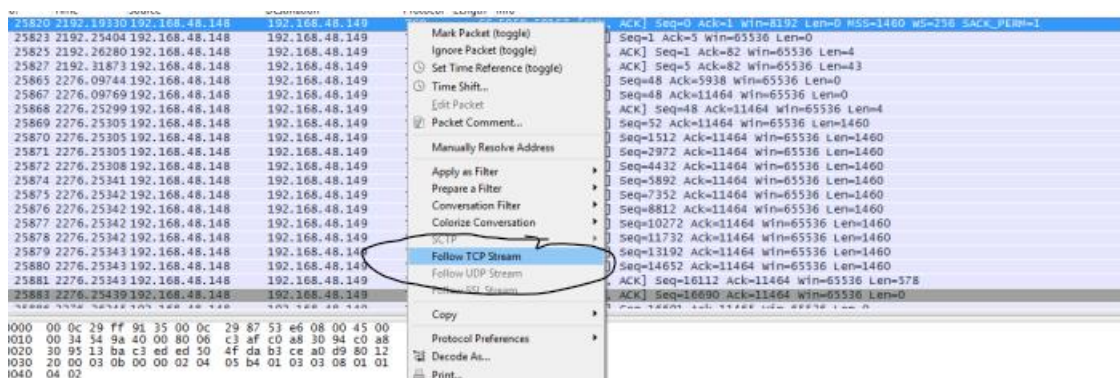 25820 2192.19330 192.168.48.148 192.168.48.149 ACK] Seq=0 Ack=1 Win=8192 Len=0 MSS=1460 WS=256 SACK_PERM=1
25823 2192.25404 192.168.48.148 192.168.48.149 ] Seq=1 Ack=5 Win=65536 Len=0
25825 2192.26280 192.168.48.148 192.168.48.149 , ACK] Seq=1 Ack=82 Win=65536 Len=4
25827 2192.31873 192.168.48.148 192.168.48.149 , ACK] Seq=5 Ack=82 Win=65536 Len=43
25865 2276.09744 192.168.48.148 192.168.48.149 ] Seq=48 Ack=5938 Win=65536 Len=0
25867 2276.09769 192.168.48.148 192.168.48.149 ] Seq=48 Ack=11464 Win=65536 Len=0
25868 2276.25299 192.168.48.148 192.168.48.149 , ACK] Seq=48 Ack=11464 Win=65536 Len=4
25869 2276.25305 192.168.48.148 192.168.48.149 ] Seq=52 Ack=11464 Win=65536 Len=1460
25870 2276.25305 192.168.48.148 192.168.48.149 ] Seq=1512 Ack=11464 Win=65536 Len=1460
25871 2276.25305 192.168.48.148 192.168.48.149 ] Seq=2972 Ack=11464 Win=65536 Len=1460
25872 2276.25308 192.168.48.148 192.168.48.149 ] Seq=4432 Ack=11464 Win=65536 Len=1460
25874 2276.25341 192.168.48.148 192.168.48.149 ] Seq=5892 Ack=11464 Win=65536 Len=1460
25875 2276.25342 192.168.48.148 192.168.48.149 ] Seq=7352 Ack=11464 Win=65536 Len=1460
25876 2276.25342 192.168.48.148 192.168.48.149 ] Seq=8812 Ack=11464 Win=65536 Len=1460
25877 2276.25342 192.168.48.148 192.168.48.149 ] Seq=10272 Ack=11464 Win=65536 Len=1460
25878 2276.25342 192.168.48.148 192.168.48.149 ] Seq=11732 Ack=11464 Win=65536 Len=1460
25879 2276.25343 192.168.48.148 192.168.48.149 ] Seq=13192 Ack=11464 Win=65536 Len=1460
25880 2276.25343 192.168.48.148 192.168.48.149 ] Seq=14652 Ack=11464 Win=65536 Len=1460
25881 2276.25343 192.168.48.148 192.168.48.149 , ACK] Seq=16112 Ack=11464 Win=65536 Len=578
25883 2276.25439 192.168.48.148 192.168.48.149 , ACK] Seq=16690 Ack=11464 Win=65536 Len=0
Mark Packet (toggle)
Ignore Packet (toggle)
Set Time Reference (toggle)
Time Shift...
Edit Packet
Packet Comment...
Manually Resolve Address
Apply as Filter
Prepare a Filter
Conversation Filter
Colorize Conversation
SCTP
Follow TCP Stream
Follow UDP Stream
Follow SSL Stream
Copy
Protocol Preferences
Decode As...
Print...
0000 00 0c 29 ff 91 35 00 0c 29 87 53 e6 08 00 45 00
0010 00 34 54 9a 40 00 80 06 c3 af c0 a8 30 94 c0 a8
0020 30 95 13 ba c3 ed ed 50 4f da b3 ce a0 d9 80 12
0030 20 00 03 0b 00 00 02 04 05 b4 01 03 03 08 01 01
0040 04 02